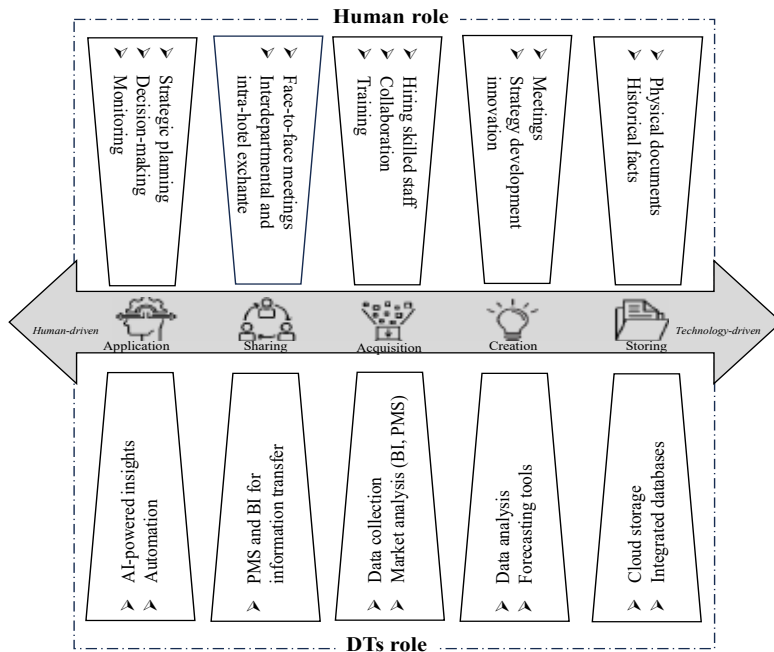 Human role
Strategic planning
Decision-making
Monitoring
Face-to-face meetings
Interdepartmental and
intra-hotel exchante
Hiring skilled staff
Collaboration
Training
Meetings
Strategy development
innovation
Physical documents
Historical facts
Human-driven
Application
Sharing
Acquisition
Creation
Storing
Technology-driven
AI-powered insights
Automation
PMS and BI for
information transfer
Data collection
Market analysis (BI, PMS)
Data analysis
Forecasting tools
Cloud storage
Integrated databases
DTs role